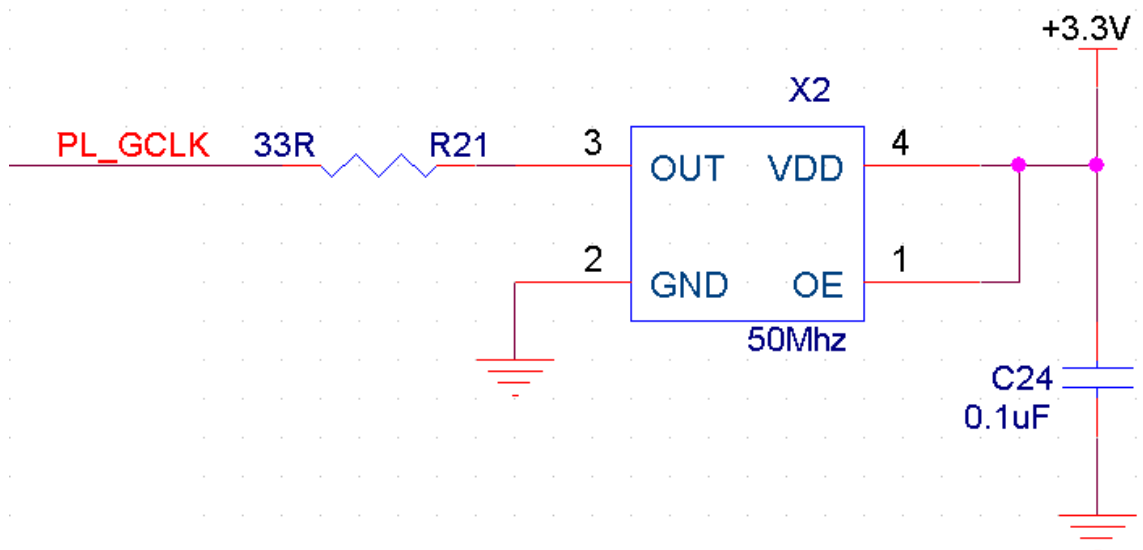 +3.3V
X2
PL_GCLK 33R R21 3 4
OUT VDD
2 1
GND OE
50Mhz
C24
0.1uF